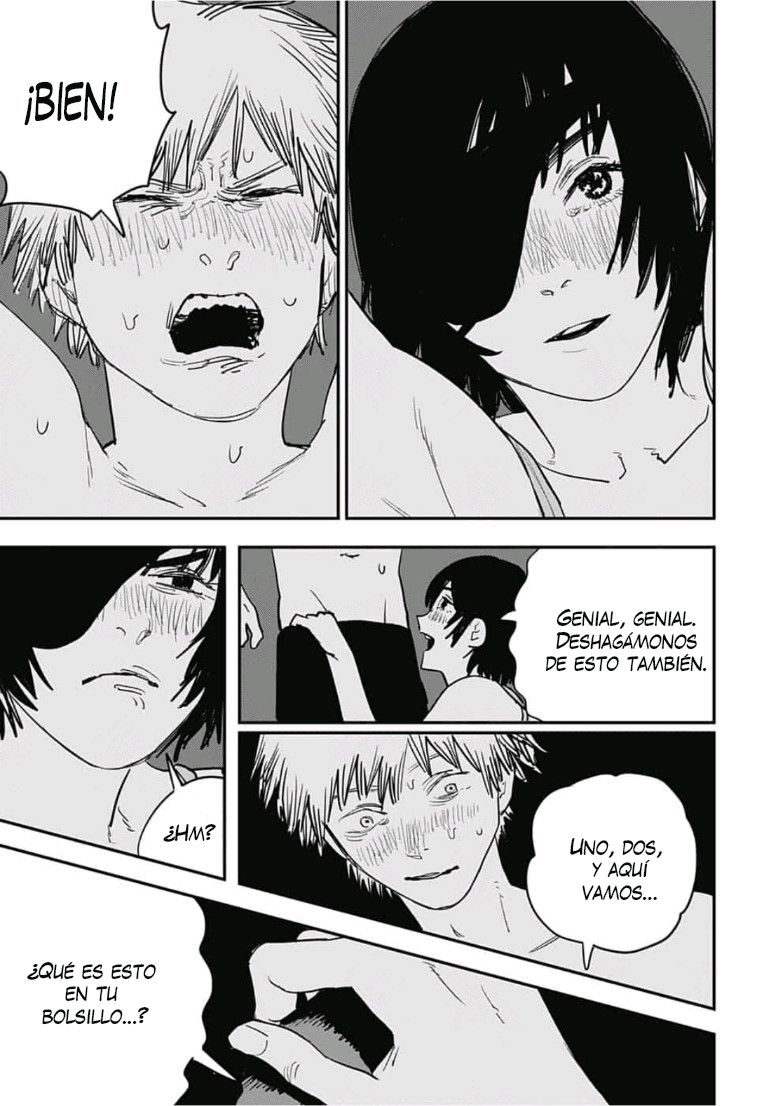 ¡BIEN!
GENIAL, GENIAL.
DESHAGÁMONOS
DE ESTO TAMBIÉN.
UNO, DOS,
Y AQUÍ
VAMOS...
¿HM?
¿QUÉ ES ESTO
EN TU
BOLSILLO...?